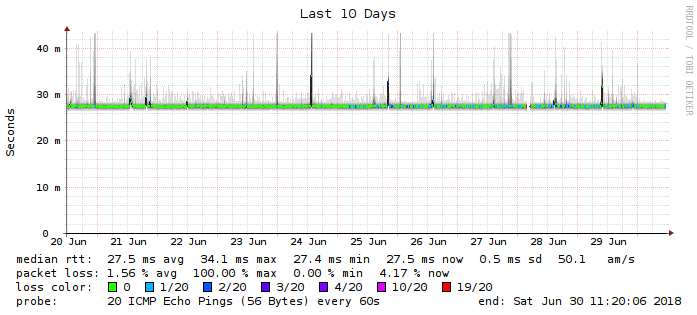 Last 10 Days
RRDTOOL / TOBI OETIKER
Seconds
40 m
30 m
20 m
10 m
0
20 Jun 21 Jun 22 Jun 23 Jun 24 Jun 25 Jun 26 Jun 27 Jun 28 Jun 29 Jun
median rtt: 27.5 ms avg 34.1 ms max 27.4 ms min 27.5 ms now 0.5 ms sd 50.1 am/s
packet loss: 1.56 % avg 100.00 % max 0.00 % min 4.17 % now
loss color: 0 1/20 2/20 3/20 4/20 10/20 19/20
probe: 20 ICMP Echo Pings (56 Bytes) every 60s end: Sat Jun 30 11:20:06 2018